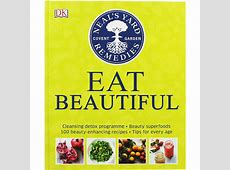 DK
NEAL'S YARD
COVENT GARDEN
REMEDIES
EAT
BEAUTIFUL
Cleansing detox programme • Beauty superfoods
100 beauty-enhancing recipes • Tips for every age